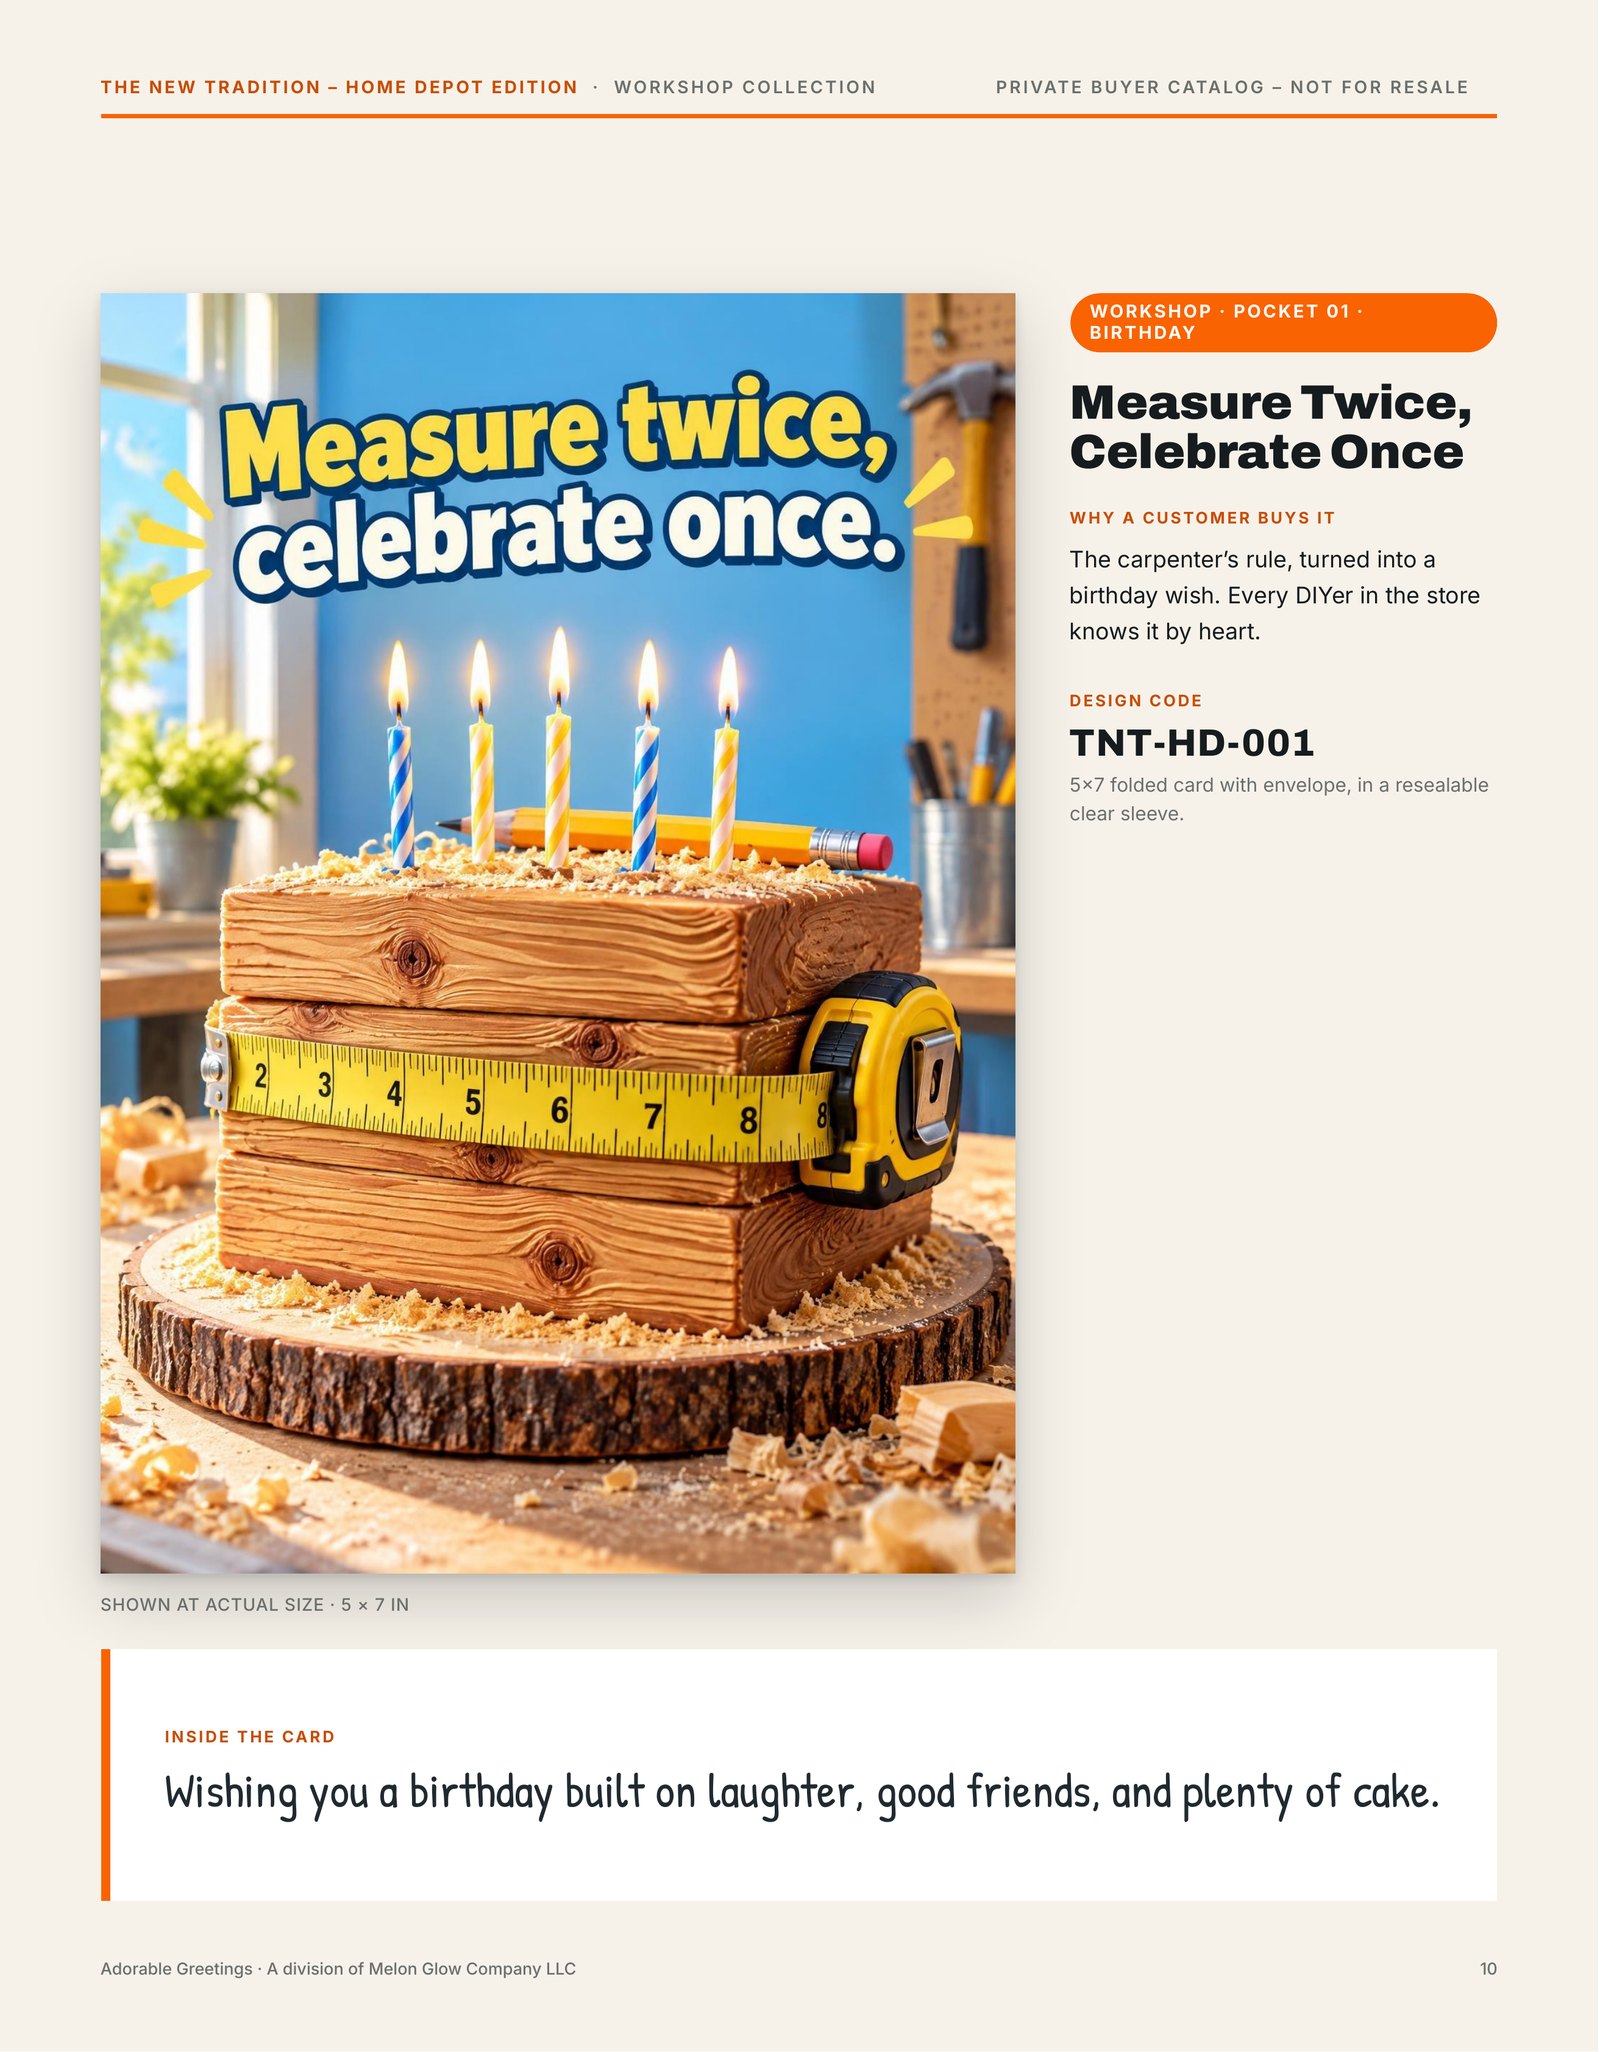 THE NEW TRADITION – HOME DEPOT EDITION · WORKSHOP COLLECTION
PRIVATE BUYER CATALOG – NOT FOR RESALE
Measure twice,
celebrate once.
2 3 4 5 6 7 8 8
WORKSHOP · POCKET 01 ·
BIRTHDAY
Measure Twice,
Celebrate Once
WHY A CUSTOMER BUYS IT
The carpenter’s rule, turned into a
birthday wish. Every DIYer in the store
knows it by heart.
DESIGN CODE
TNT-HD-001
5×7 folded card with envelope, in a resealable
clear sleeve.
SHOWN AT ACTUAL SIZE · 5 × 7 IN
INSIDE THE CARD
Wishing you a birthday built on laughter, good friends, and plenty of cake.
Adorable Greetings · A division of Melon Glow Company LLC
10